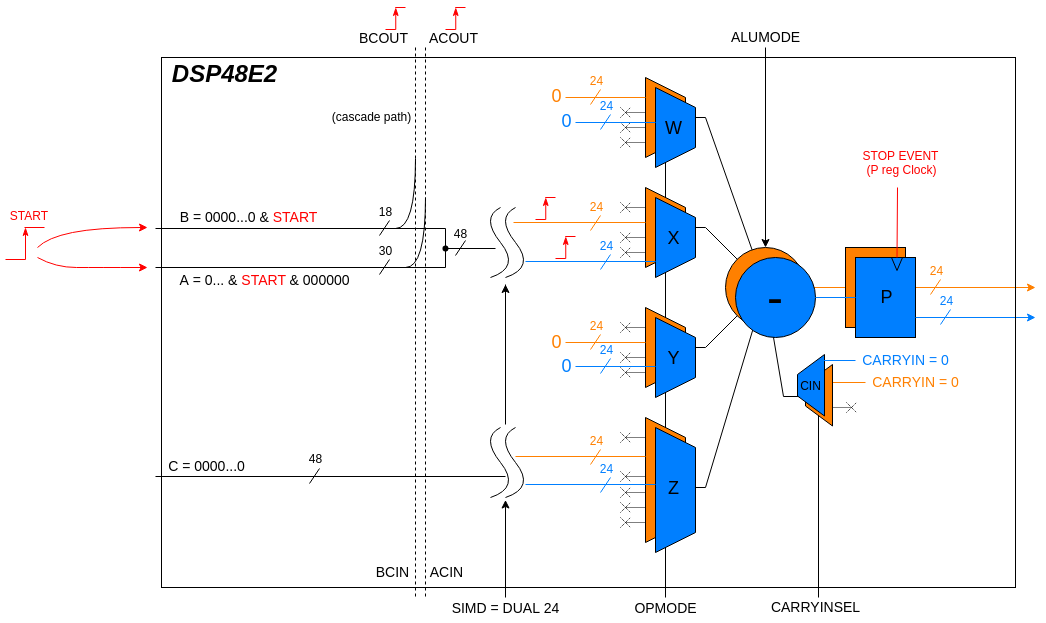 BCOUT ACOUT
ALUMODE
DSP48E2
(cascade path)
24
0
24
0
W
STOP EVENT
(P reg Clock)
START
B = 0000...0 & START
18
48
30
A = 0... & START & 000000
24
X
24
-
P
24
24
24
0
24
0
Y
CARRYIN = 0
CIN
CARRYIN = 0
C = 0000...0
48
24
24
Z
BCIN ACIN
SIMD = DUAL 24
OPMODE
CARRYINSEL